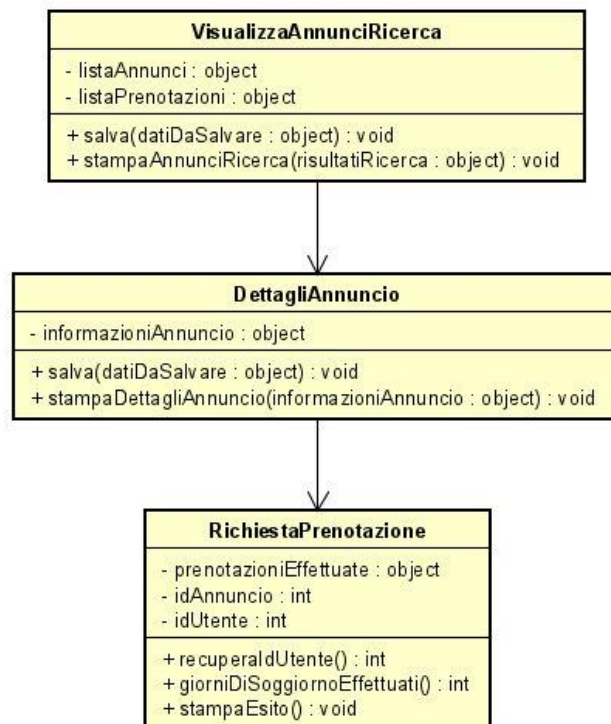 VisualizzaAnnunciRicerca
- listaAnnunci : object
- listaPrenotazioni : object
+ salva(datiDaSalvare : object) : void
+ stampaAnnunciRicerca(risultatiRicerca : object) : void
DettagliAnnuncio
- informazioniAnnuncio : object
+ salva(datiDaSalvare : object) : void
+ stampaDettagliAnnuncio(informazioniAnnuncio : object) : void
RichiestaPrenotazione
- prenotazioniEffettuate : object
- idAnnuncio : int
- idUtente : int
+ recuperaIdUtente() : int
+ giorniDiSoggiornoEffettuati() : int
+ stampaEsito() : void